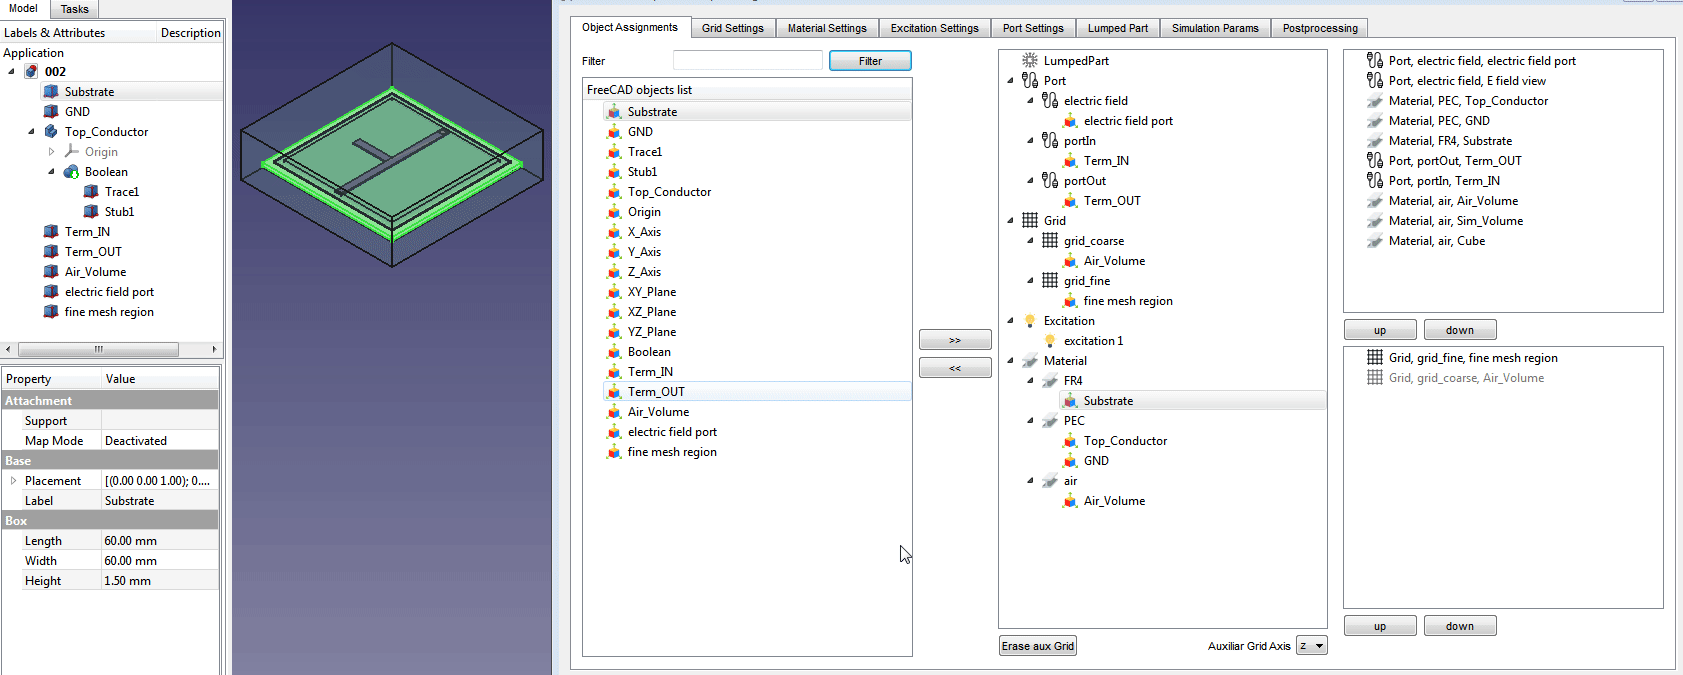 Model
Tasks
Labels & Attributes
Description
Application
002
Substrate
GND
Top_Conductor
Origin
Boolean
Trace1
Stub1
Term_IN
Term_OUT
Air_Volume
electric field port
fine mesh region
Property
Value
Attachment
Support
Map Mode
Deactivated
Base
Placement
[(0.00 0.00 1.00); 0....
Label
Substrate
Box
Length
60.00 mm
Width
60.00 mm
Height
1.50 mm
Object Assignments
Grid Settings
Material Settings
Excitation Settings
Port Settings
Lumped Part
Simulation Params
Postprocessing
Filter
Filter
FreeCAD objects list
Substrate
GND
Trace1
Stub1
Top_Conductor
Origin
X_Axis
Y_Axis
Z_Axis
XY_Plane
XZ_Plane
YZ_Plane
Boolean
Term_IN
Term_OUT
Air_Volume
electric field port
fine mesh region
>>
<<
LumpedPart
Port
electric field
electric field port
portIn
Term_IN
portOut
Term_OUT
Grid
grid_coarse
Air_Volume
grid_fine
fine mesh region
Excitation
excitation 1
Material
FR4
Substrate
PEC
Top_Conductor
GND
air
Air_Volume
Erase aux Grid
Auxiliar Grid Axis
z
Port, electric field, electric field port
Port, electric field, E field view
Material, PEC, Top_Conductor
Material, PEC, GND
Material, FR4, Substrate
Port, portOut, Term_OUT
Port, portIn, Term_IN
Material, air, Air_Volume
Material, air, Sim_Volume
Material, air, Cube
up
down
Grid, grid_fine, fine mesh region
Grid, grid_coarse, Air_Volume
up
down